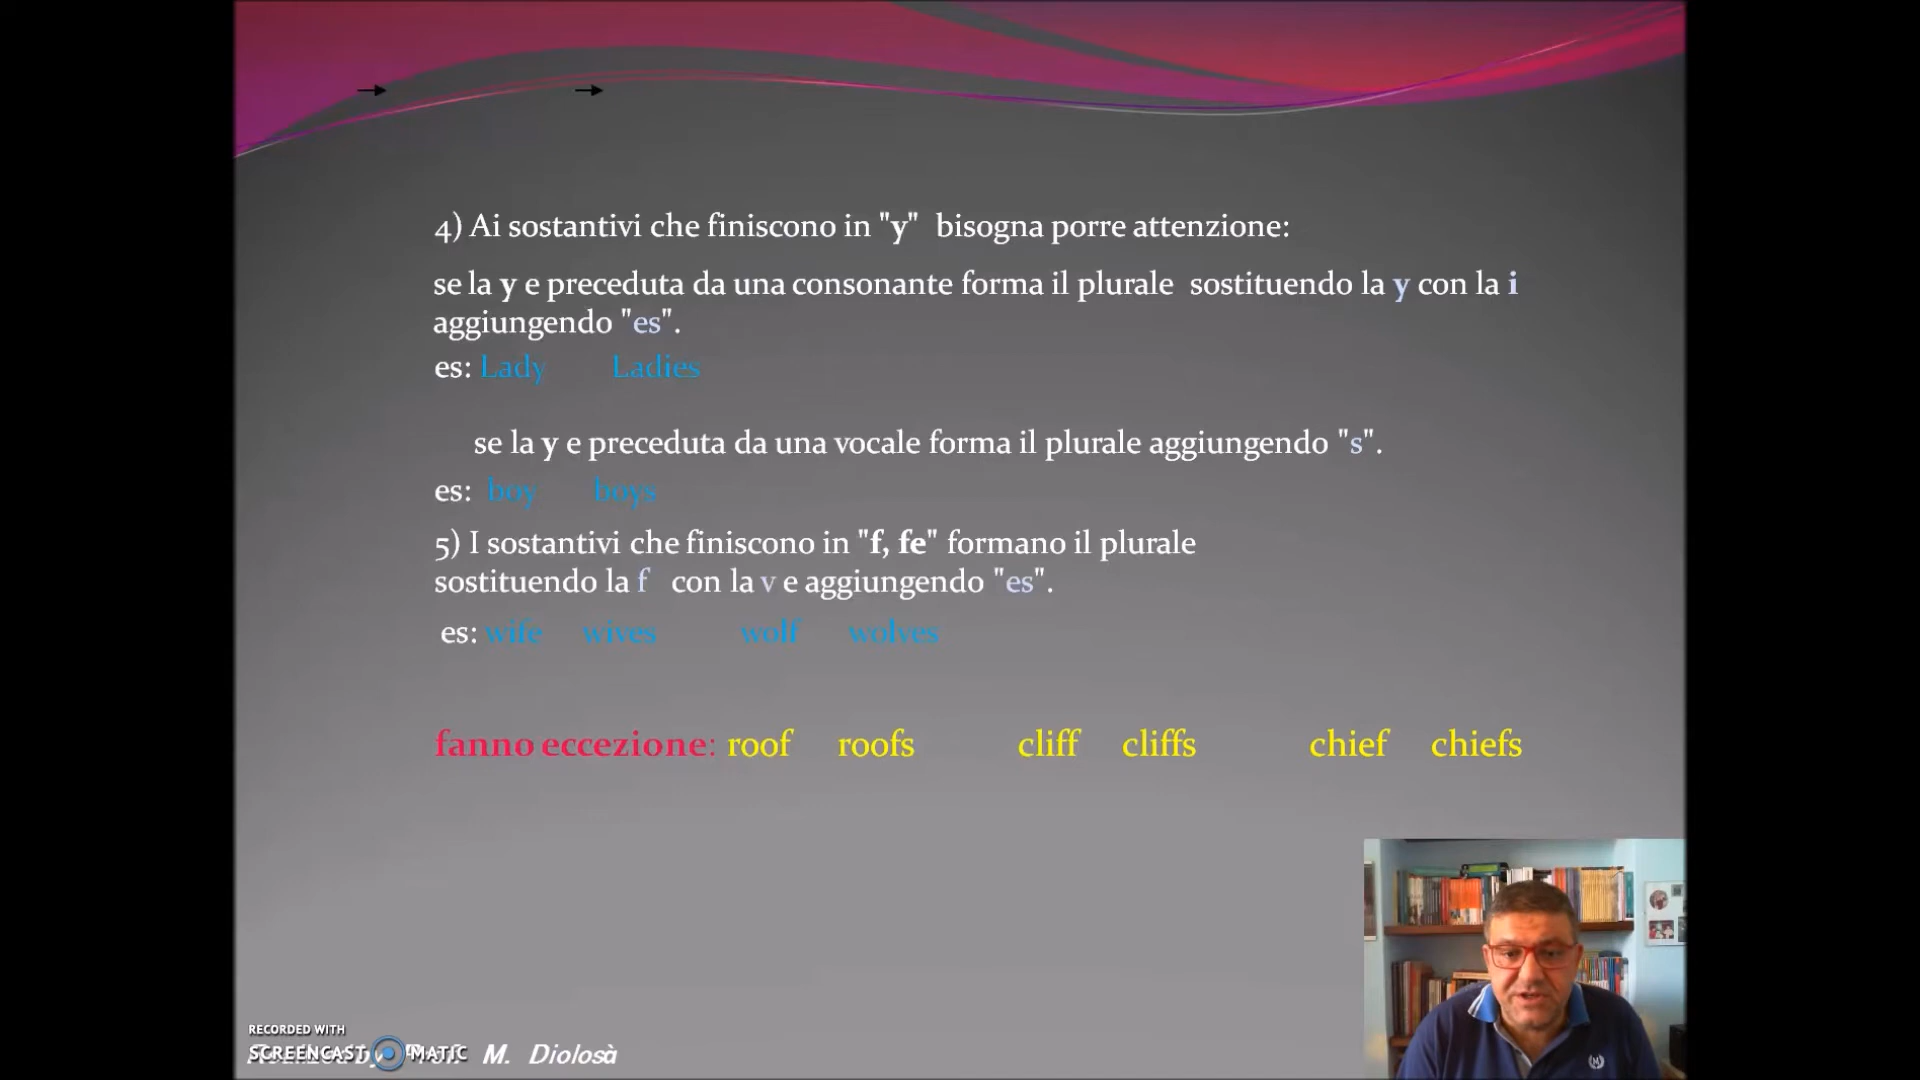 4) Ai sostantivi che finiscono in "y" bisogna porre attenzione:
se la y e preceduta da una consonante forma il plurale sostituendo la y con la i
aggiungendo "es".
es: Lady Ladies
se la y e preceduta da una vocale forma il plurale aggiungendo "s".
es: boy boys
5) I sostantivi che finiscono in "f, fe" formano il plurale
sostituendo la f con la v e aggiungendo "es".
es: wife wives wolf wolves
fanno eccezione: roof roofs cliff cliffs chief chiefs
RECORDED WITH
SCREENCAST MATIC
M. Diolosà